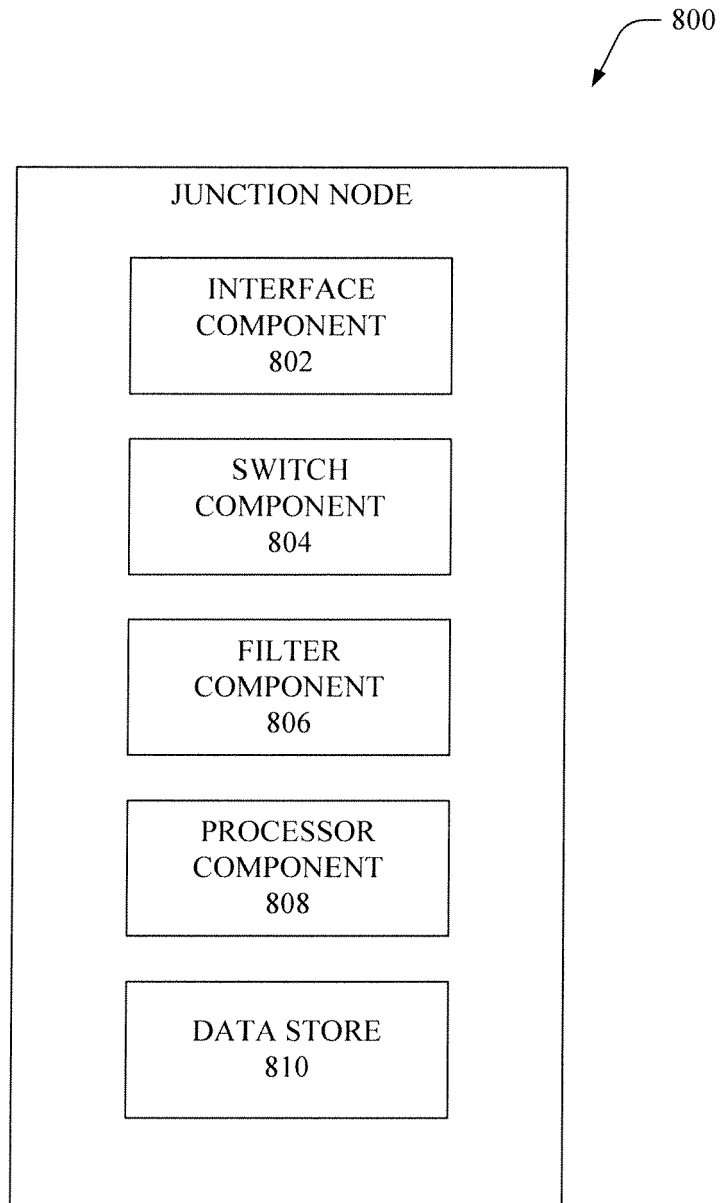 800
JUNCTION NODE
INTERFACE
COMPONENT
802
SWITCH
COMPONENT
804
FILTER
COMPONENT
806
PROCESSOR
COMPONENT
808
DATA STORE
810